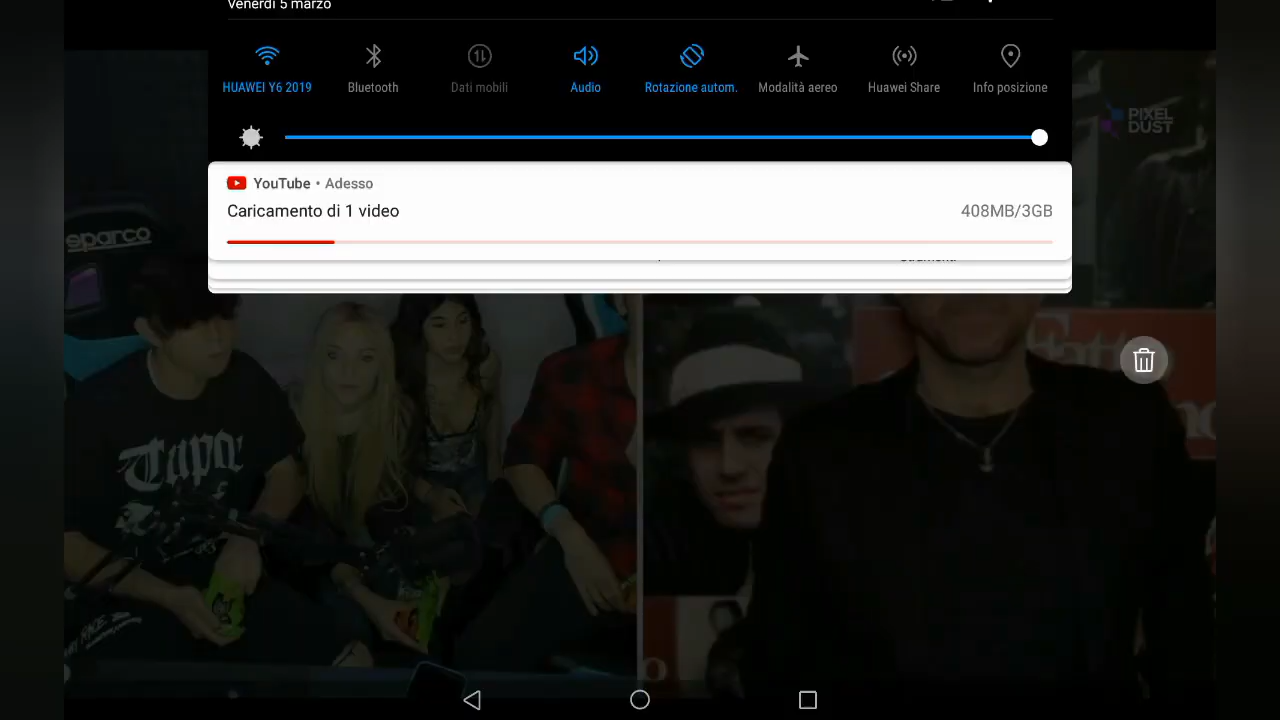 Venerdì 5 marzo
HUAWEI Y6 2019
Bluetooth
Dati mobili
Audio
Rotazione autom.
Modalità aereo
Huawei Share
Info posizione
PIXEL
DUST
YouTube • Adesso
Caricamento di 1 video
408MB/3GB
Strumenti
sparco